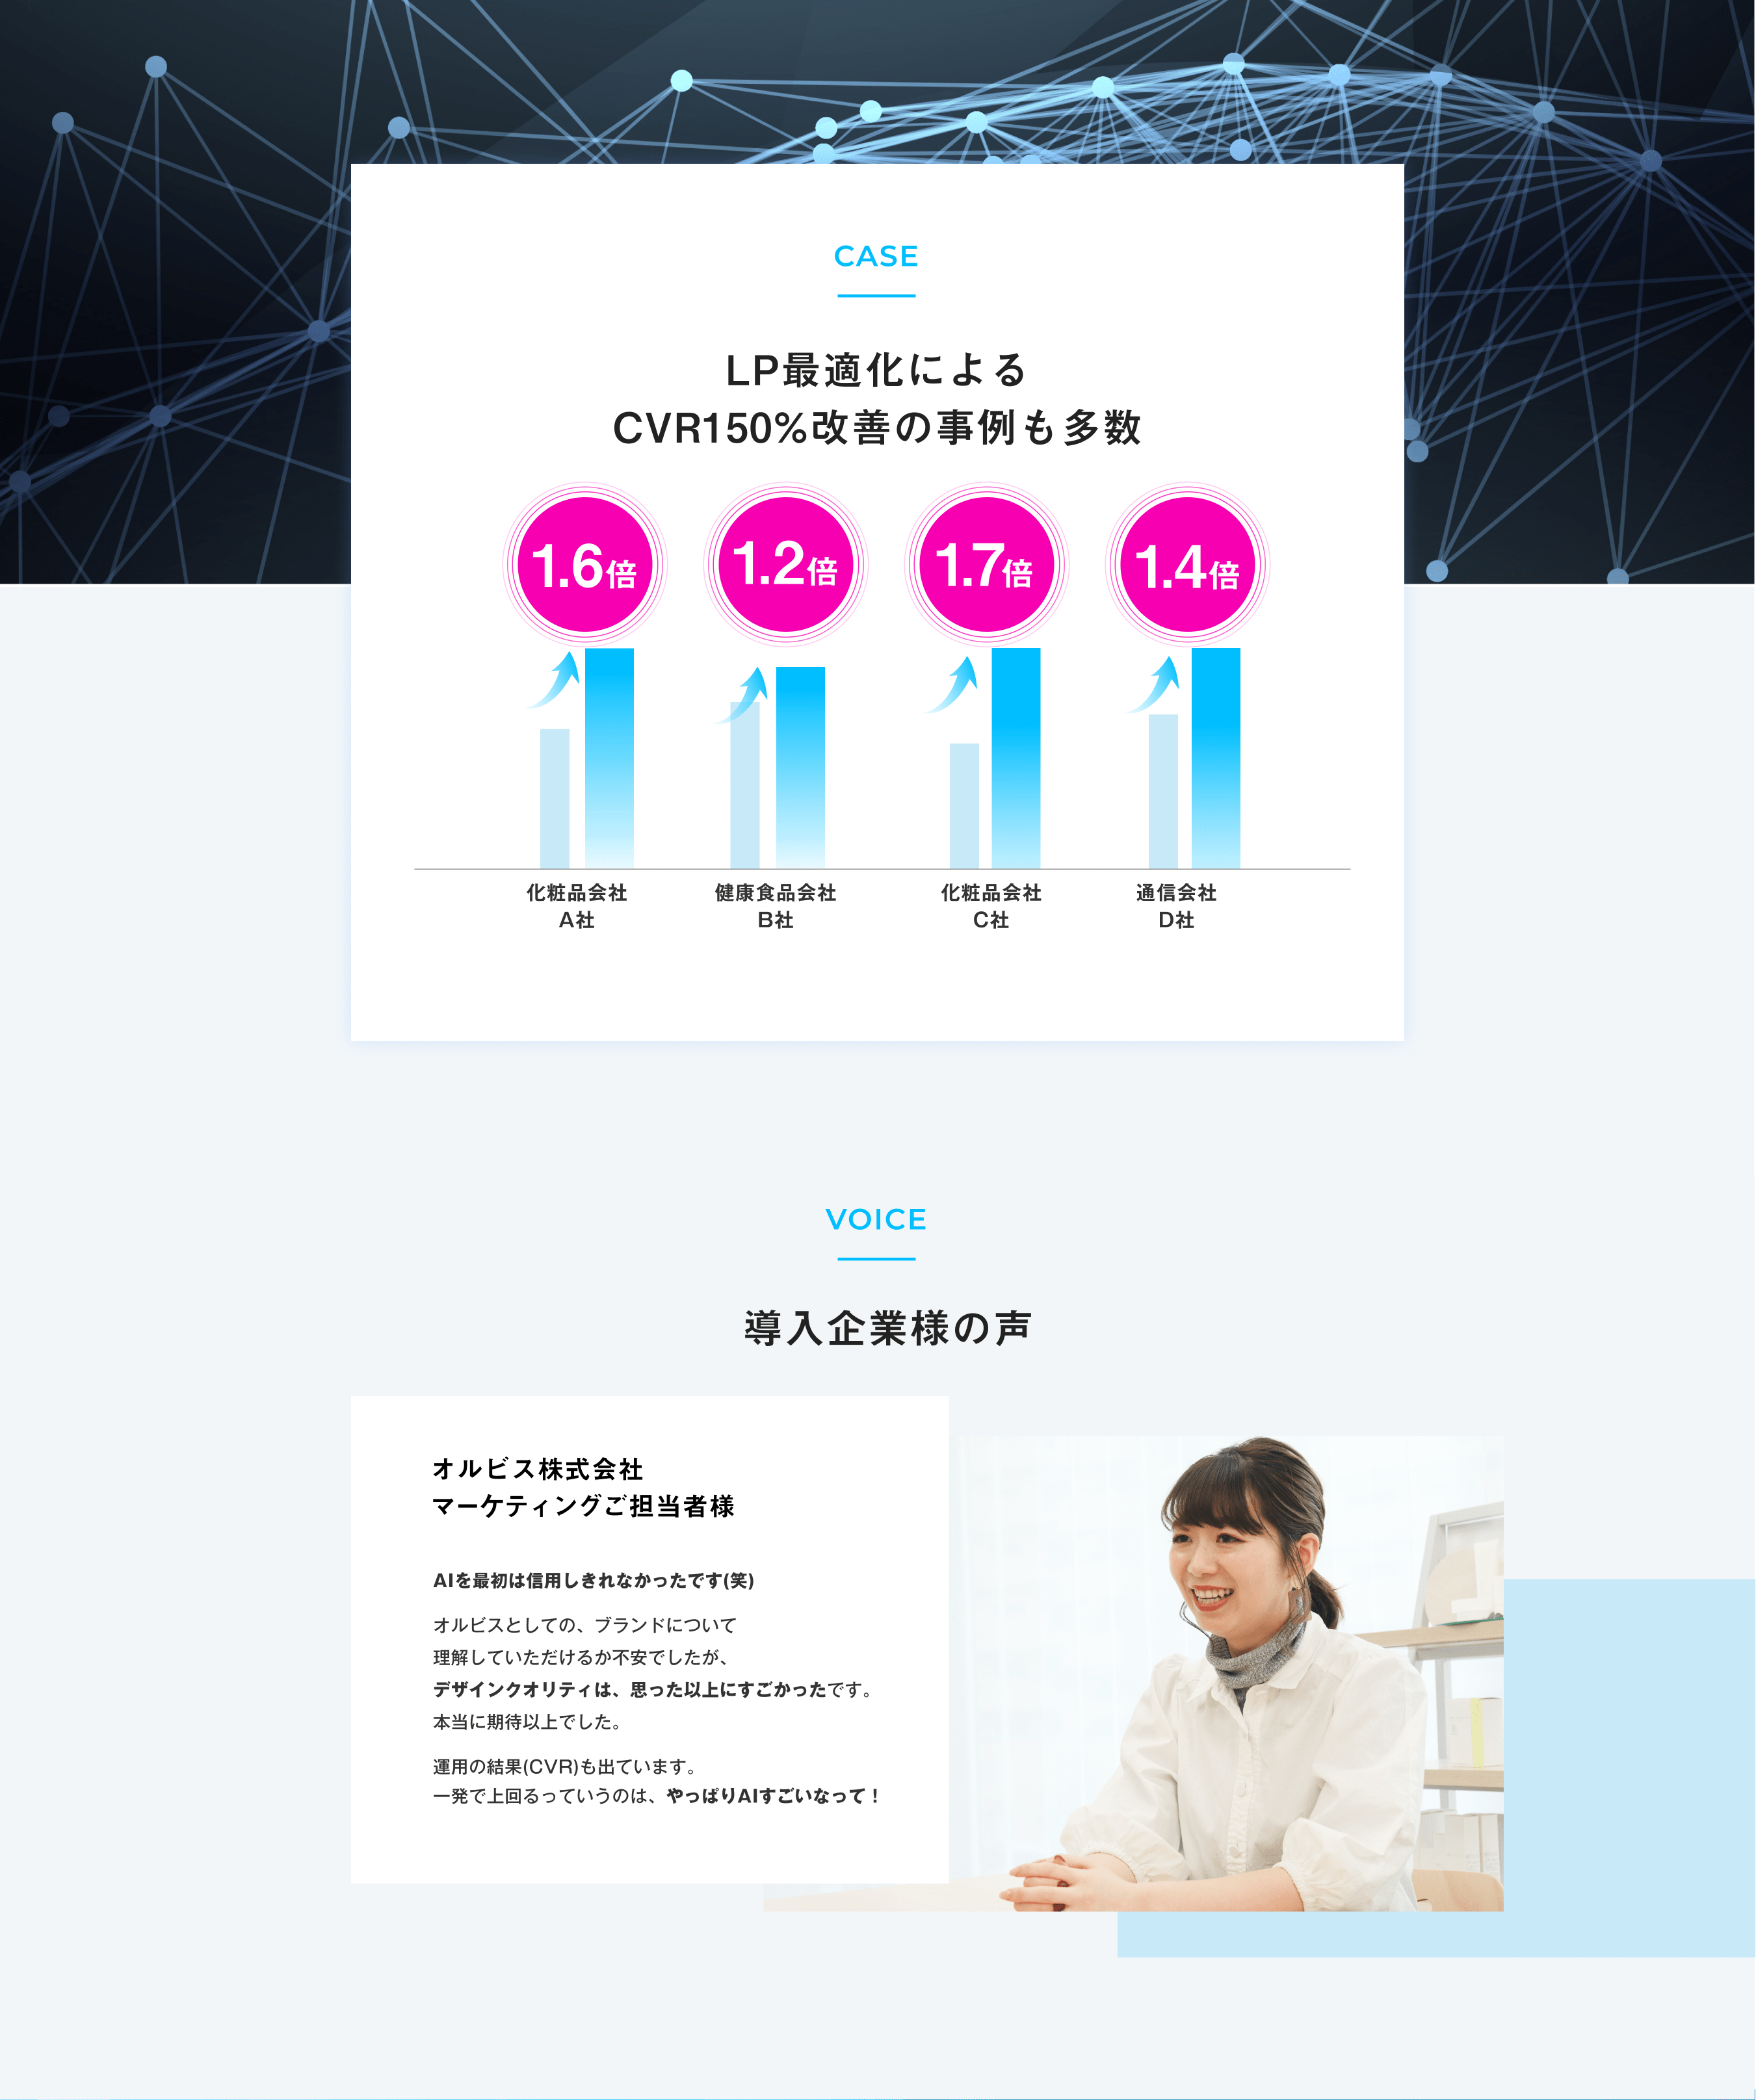 CASE
LP最適化による
CVR150%改善の事例も多数
1.6倍
1.2倍
1.7倍
1.4倍
化粧品会社
A社
健康食品会社
B社
化粧品会社
C社
通信会社
D社
VOICE
導入企業様の声
オルビス株式会社
マーケティングご担当者様
AIを最初は信用しきれなかったです(笑)
オルビスとしての、ブランドについて
理解していただけるか不安でしたが、
デザインクオリティは、思った以上にすごかったです。
本当に期待以上でした。
運用の結果(CVR)も出ています。
一発で上回るっていうのは、やっぱりAIすごいなって！